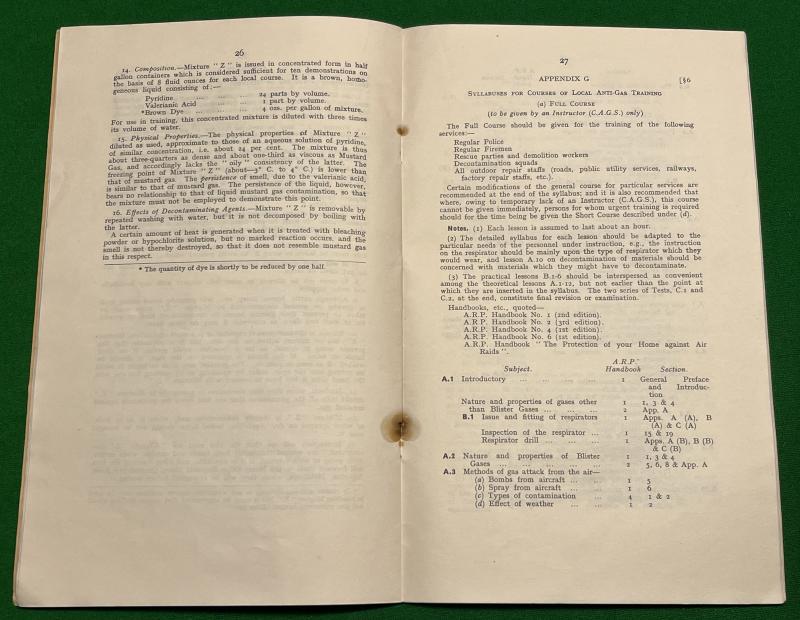 26
14. Composition.—Mixture "Z" is issued in concentrated form in half
gallon containers which is considered sufficient for ten demonstrations on
the basis of 8 fluid ounces for each local course. It is a brown, homo-
geneous liquid consisting of:—
Pyridine ... ... ... 24 parts by volume.
Valerianic Acid ... ... 1 part by volume.
*Brown Dye ... ... ... 4 ozs. per gallon of mixture.
For use in training, this concentrated mixture is diluted with three times
its volume of water.
15. Physical Properties.—The physical properties of Mixture "Z"
diluted as used, approximate to those of an aqueous solution of pyridine,
of similar concentration, i.e. about 24 per cent. The mixture is thus
about three-quarters as dense and about one-third as viscous as Mustard
Gas, and accordingly lacks the "oily" consistency of the latter. The
freezing point of Mixture "Z" (about—3° C. to 4° C.) is lower than
that of mustard gas. The persistence of smell, due to the valerianic acid,
is similar to that of mustard gas. The persistence of the liquid, however,
bears no relationship to that of liquid mustard gas contamination, so that
the mixture must not be employed to demonstrate this point.
16. Effects of Decontaminating Agents.—Mixture "Z" is removable by
repeated washing with water, but it is not decomposed by boiling with
the latter.
A certain amount of heat is generated when it is treated with bleaching
powder or hypochlorite solution, but no marked reaction occurs, and the
smell is not thereby destroyed, so that it does not resemble mustard gas
in this respect.
* The quantity of dye is shortly to be reduced by one half.
27
[§6
APPENDIX G
SYLLABUSES FOR COURSES OF LOCAL ANTI-GAS TRAINING
(a) FULL COURSE
(to be given by an Instructor (C.A.G.S.) only)
The Full Course should be given for the training of the following
services:—
Regular Police
Regular Firemen
Rescue parties and demolition workers
Decontamination squads
All outdoor repair staffs (roads, public utility services, railways,
factory repair staffs, etc.).
Certain modifications of the general course for particular services are
recommended at the end of the syllabus; and it is also recommended that
where, owing to temporary lack of an Instructor (C.A.G.S.), this course
cannot be given immediately, persons for whom urgent training is required
should for the time being be given the Short Course described under (d).
Notes. (1) Each lesson is assumed to last about an hour.
(2) The detailed syllabus for each lesson should be adapted to the
particular needs of the personnel under instruction, e.g., the instruction
on the respirator should be mainly upon the type of respirator which they
would wear, and lesson A.10 on decontamination of materials should be
concerned with materials which they might have to decontaminate.
(3) The practical lessons B.1-6 should be interspersed as convenient
among the theoretical lessons A.1-12, but not earlier than the point at
which they are inserted in the syllabus. The two series of Tests, C.1 and
C.2, at the end, constitute final revision or examination.
Handbooks, etc., quoted—
A.R.P. Handbook No. 1 (2nd edition).
A.R.P. Handbook No. 2 (3rd edition).
A.R.P. Handbook No. 4 (1st edition).
A.R.P. Handbook No. 6 (1st edition).
A.R.P. Handbook "The Protection of your Home against Air
Raids".
A.R.P.
Subject. Handbook Section.
A.1 Introductory ... ... ... ... 1 General Preface
and Introduc-
tion
Nature and properties of gases other 1 1, 3 & 4
than Blister Gases ... ... ... 2 App. A
B.1 Issue and fitting of respirators 1 Apps. A (A), B
(A) & C (A)
Inspection of the respirator ... 1 15 & 19
Respirator drill ... ... ... 1 Apps. A (B), B (B)
& C (B)
A.2 Nature and properties of Blister 1 1, 3 & 4
Gases ... ... ... ... ... 2 5, 6, 8 & App. A
A.3 Methods of gas attack from the air—
(a) Bombs from aircraft ... ... 1 5
(b) Spray from aircraft ... ... 1 6
(c) Types of contamination ... 4 1 & 2
(d) Effect of weather ... ... 1 2